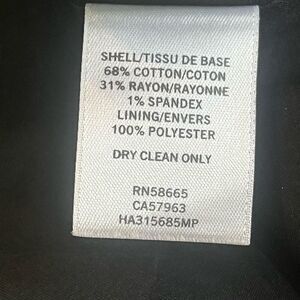 SHELL/TISSU DE BASE
68% COTTON/COTON
31% RAYON/RAYONNE
1% SPANDEX
LINING/ENVERS
100% POLYESTER
DRY CLEAN ONLY
RN58665
CA57963
HA315685MP